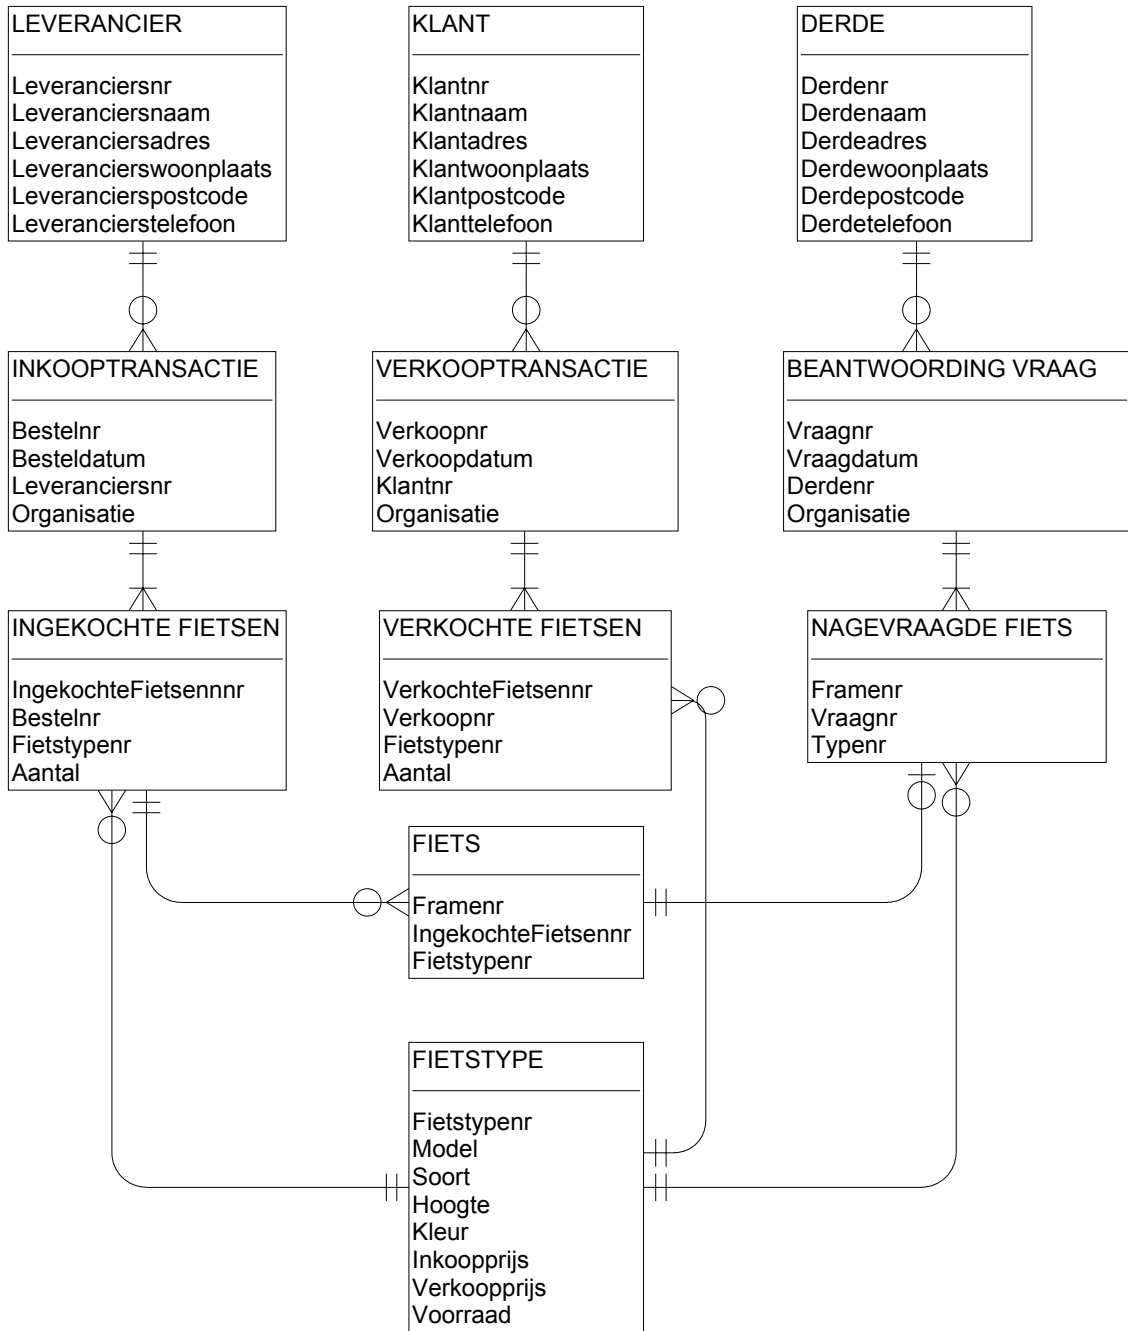 LEVERANCIER
Leveranciersnr
Leveranciersnaam
Leveranciersadres
Leverancierswoonplaats
Leverancierspostcode
Leverancierstelefoon
KLANT
Klantnr
Klantnaam
Klantadres
Klantwoonplaats
Klantpostcode
Klanttelefoon
DERDE
Derdenr
Derdenaam
Derdeadres
Derdewoonplaats
Derdepostcode
Derdetelefoon
INKOOPTRANSACTIE
Bestelnr
Besteldatum
Leveranciersnr
Organisatie
VERKOOPTRANSACTIE
Verkoopnr
Verkoopdatum
Klantnr
Organisatie
BEANTWOORDING VRAAG
Vraagnr
Vraagdatum
Derdenr
Organisatie
INGEKOCHTE FIETSEN
IngekochteFietsennnr
Bestelnr
Fietstypenr
Aantal
VERKOCHTE FIETSEN
VerkochteFietsennr
Verkoopnr
Fietstypenr
Aantal
NAGEVRAAGDE FIETS
Framenr
Vraagnr
Typenr
FIETS
Framenr
IngekochteFietsennr
Fietstypenr
FIETSTYPE
Fietstypenr
Model
Soort
Hoogte
Kleur
Inkoopprijs
Verkoopprijs
Voorraad